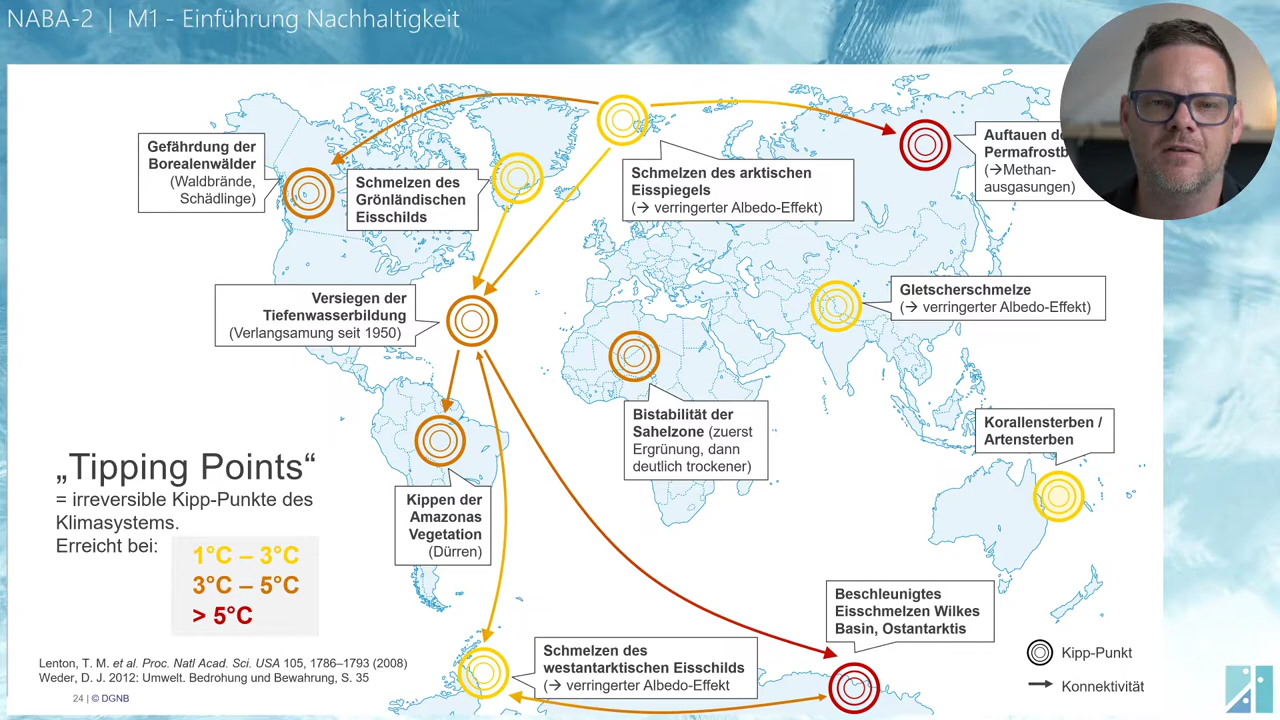 NABA-2 | M1 - Einführung Nachhaltigkeit
Gefährdung der
Borealenwälder
(Waldbrände,
Schädlinge)
Schmelzen des
Grönländischen
Eisschilds
Schmelzen des arktischen
Eisspiegels
(→ verringerter Albedo-Effekt)
Auftauen
(→Methan-
ausgasungen)
Versiegen der
Tiefenwasserbildung
(Verlangsamung seit 1950)
Gletscherschmelze
(→ verringerter Albedo-Effekt)
Bistabilität der
Sahelzone (zuerst
Ergrünung, dann
deutlich trockener)
Korallensterben /
Artensterben
„Tipping Points“
= irreversible Kipp-Punkte des
Klimasystems.
Erreicht bei:
1°C – 3°C
3°C – 5°C
> 5°C
Kippen der
Amazonas
Vegetation
(Dürren)
Beschleunigtes
Eisschmelzen Wilkes
Basin, Ostantarktis
Schmelzen des
westantarktischen Eisschilds
(→ verringerter Albedo-Effekt
Kipp-Punkt
Konnektivität
Lenton, T. M. et al. Proc. Natl Acad. Sci. USA 105, 1786–1793 (2008)
Weder, D. J. 2012: Umwelt. Bedrohung und Bewahrung, S. 35
24 | © DGNB